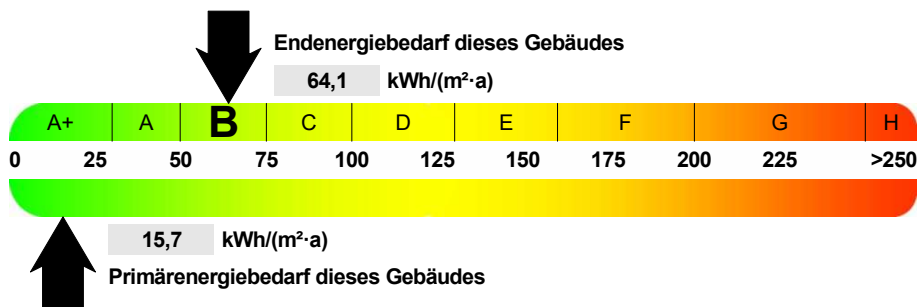 Endenergiebedarf dieses Gebäudes
64,1 kWh/(m²·a)
A+ A B C D E F G H
0 25 50 75 100 125 150 175 200 225 >250
15,7 kWh/(m²·a)
Primärenergiebedarf dieses Gebäudes